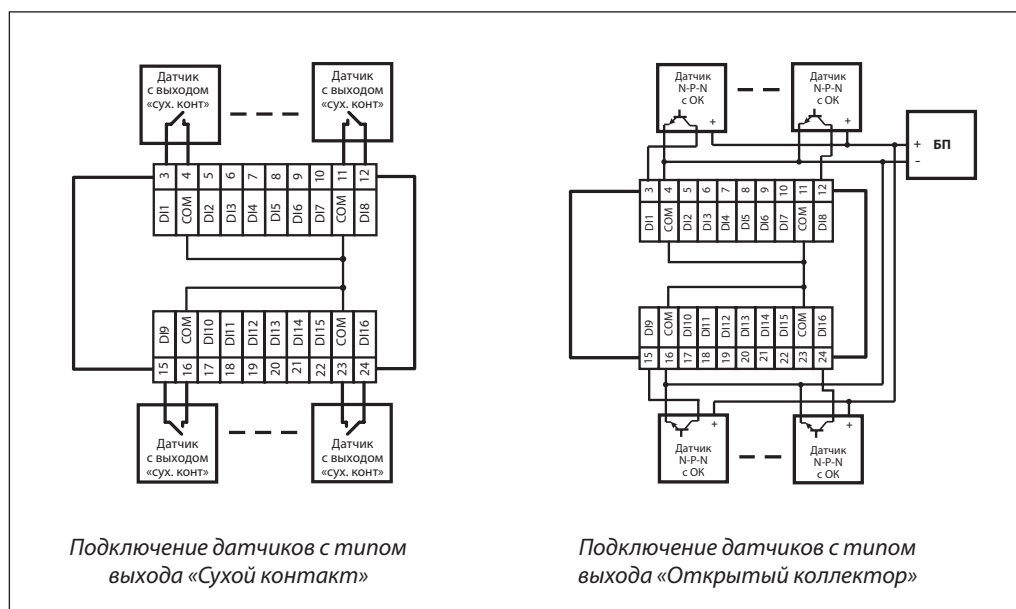 Датчик
с выходом
«сух. конт»
Датчик
с выходом
«сух. конт»
3 4 5 6 7 8 9 10 11 12
DI1 COM DI2 DI3 DI4 DI5 DI6 DI7 COM DI8
DI9 COM DI10 DI11 DI12 DI13 DI14 DI15 COM DI16
15 16 17 18 19 20 21 22 23 24
Датчик
с выходом
«сух. конт»
Датчик
с выходом
«сух. конт»
Подключение датчиков с типом
выхода «Сухой контакт»
Датчик
N-P-N
с ОК
+
Датчик
N-P-N
с ОК
+
+ БП
–
3 4 5 6 7 8 9 10 11 12
DI1 COM DI2 DI3 DI4 DI5 DI6 DI7 COM DI8
DI9 COM DI10 DI11 DI12 DI13 DI14 DI15 COM DI16
15 16 17 18 19 20 21 22 23 24
+
Датчик
N-P-N
с ОК
+
Датчик
N-P-N
с ОК
Подключение датчиков с типом
выхода «Открытый коллектор»